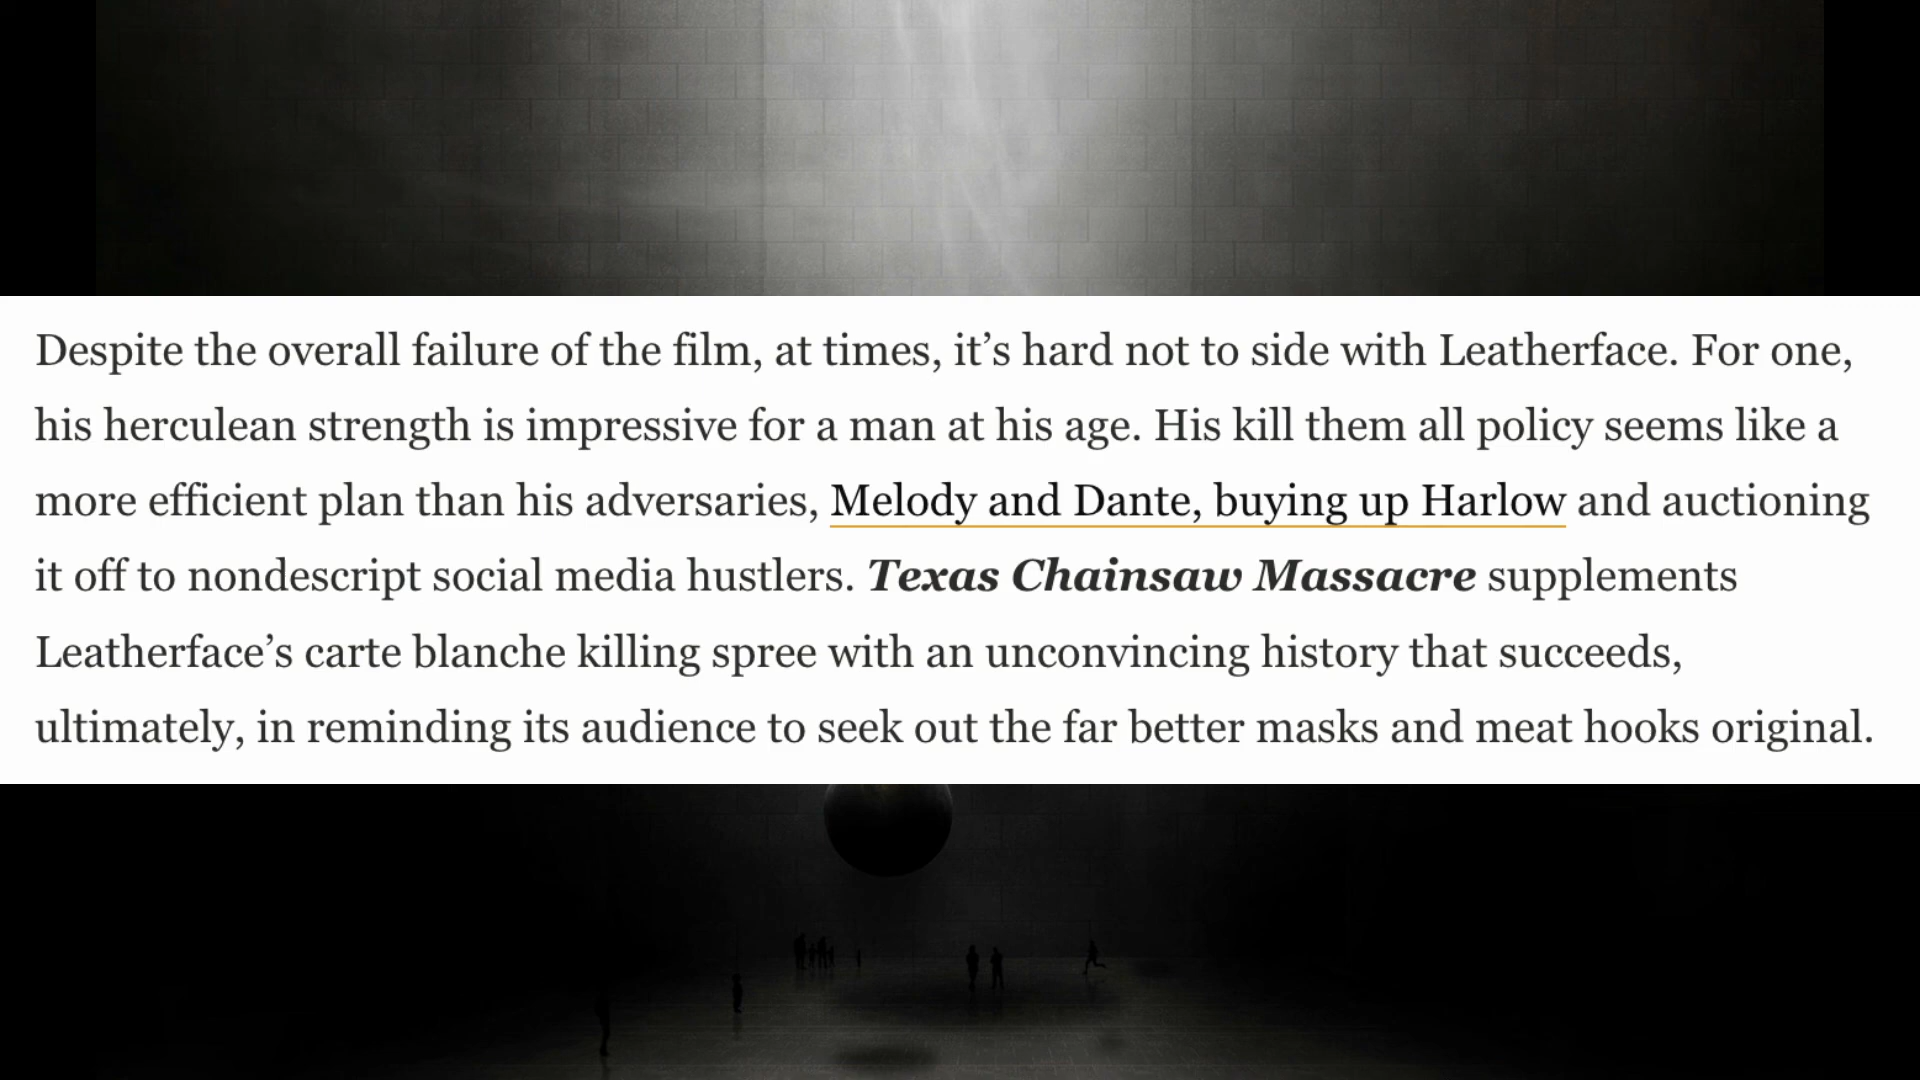 Despite the overall failure of the film, at times, it’s hard not to side with Leatherface. For one,
his herculean strength is impressive for a man at his age. His kill them all policy seems like a
more efficient plan than his adversaries, Melody and Dante, buying up Harlow and auctioning
it off to nondescript social media hustlers. Texas Chainsaw Massacre supplements
Leatherface’s carte blanche killing spree with an unconvincing history that succeeds,
ultimately, in reminding its audience to seek out the far better masks and meat hooks original.